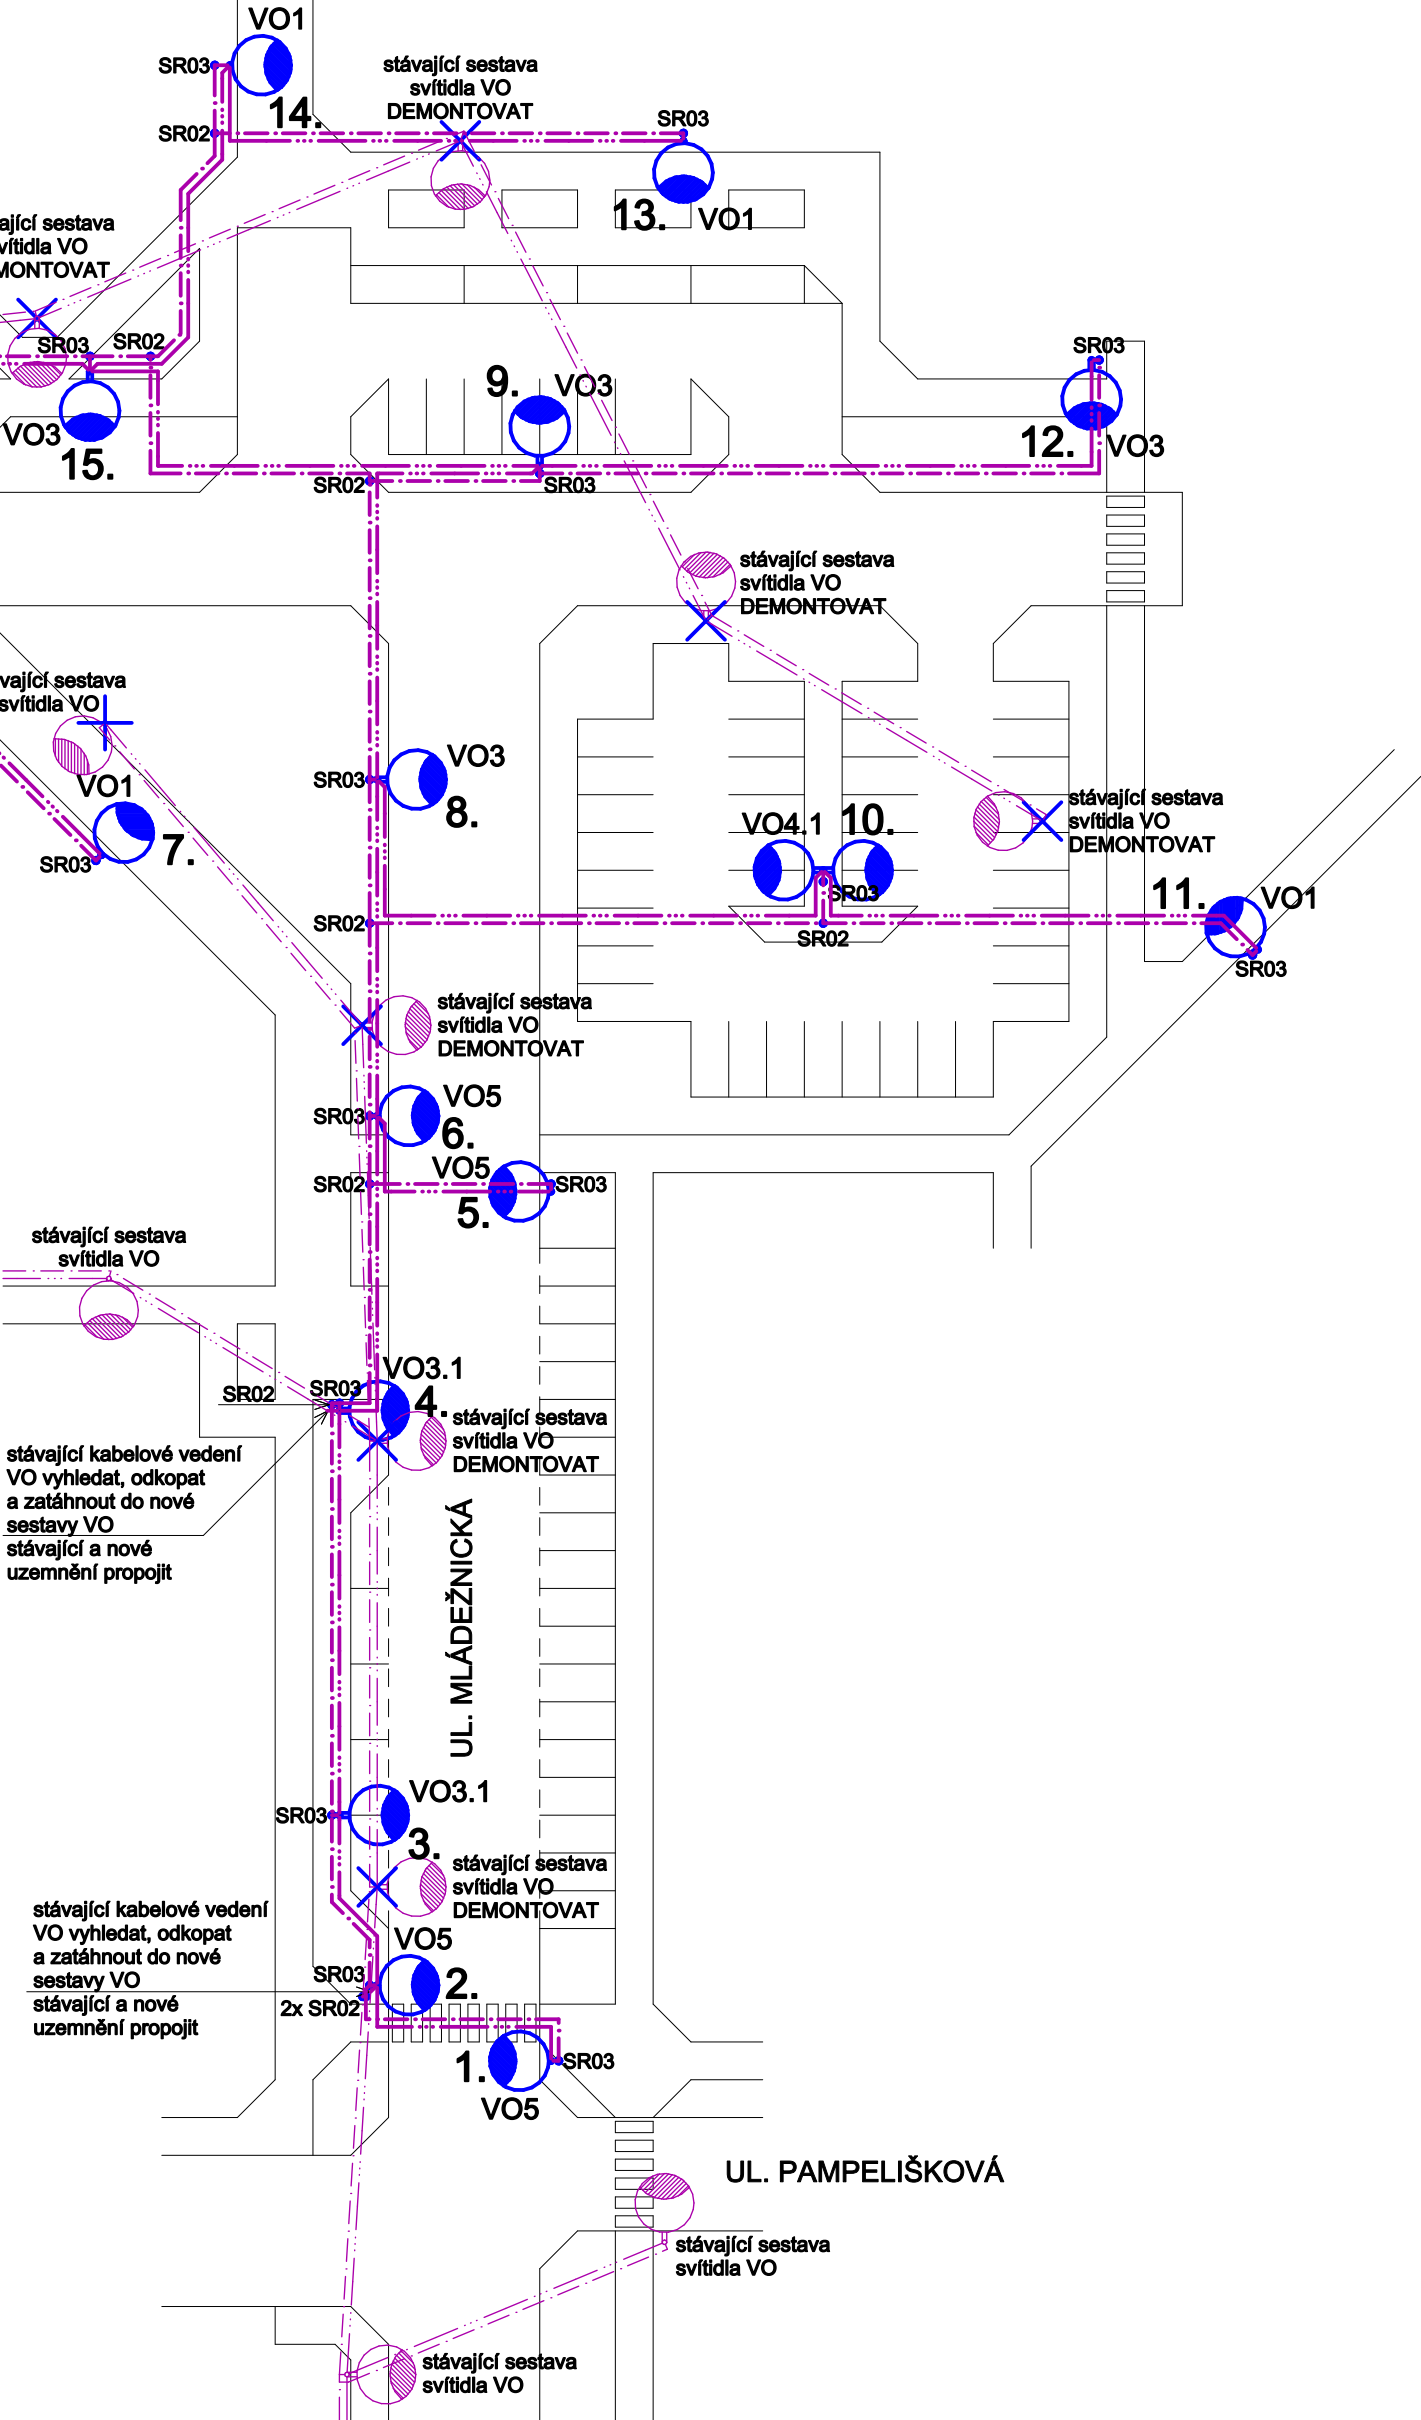 VO1
SR03
14.
SR02
stávající sestava
svítidla VO
DEMONTOVAT
SR03
13.
VO1
ající sestava
vítidla VO
MONTOVAT
SR03
SR02
VO3
15.
9.
VO3
SR02
SR03
SR03
12.
VO3
stávající sestava
svítidla VO
DEMONTOVAT
vající sestava
svítidla VO
VO1
7.
SR03
SR03
VO3
8.
VO4.1
10.
SR03
SR02
stávající sestava
svítidla VO
DEMONTOVAT
11.
VO1
SR03
SR02
stávající sestava
svítidla VO
DEMONTOVAT
SR03
VO5
6.
SR02
VO5
5.
SR03
stávající sestava
svítidla VO
SR02
SR03
VO3.1
4.
stávající sestava
svítidla VO
DEMONTOVAT
stávající kabelové vedení
VO vyhledat, odkopat
a zatáhnout do nové
sestavy VO
stávající a nové
uzemnění propojit
UL. MLÁDEŽNICKÁ
SR03
VO3.1
3.
stávající sestava
svítidla VO
DEMONTOVAT
stávající kabelové vedení
VO vyhledat, odkopat
a zatáhnout do nové
sestavy VO
stávající a nové
uzemnění propojit
VO5
SR03
2.
2x SR02
1.
SR03
VO5
UL. PAMPELIŠKOVÁ
stávající sestava
svítidla VO
stávající sestava
svítidla VO